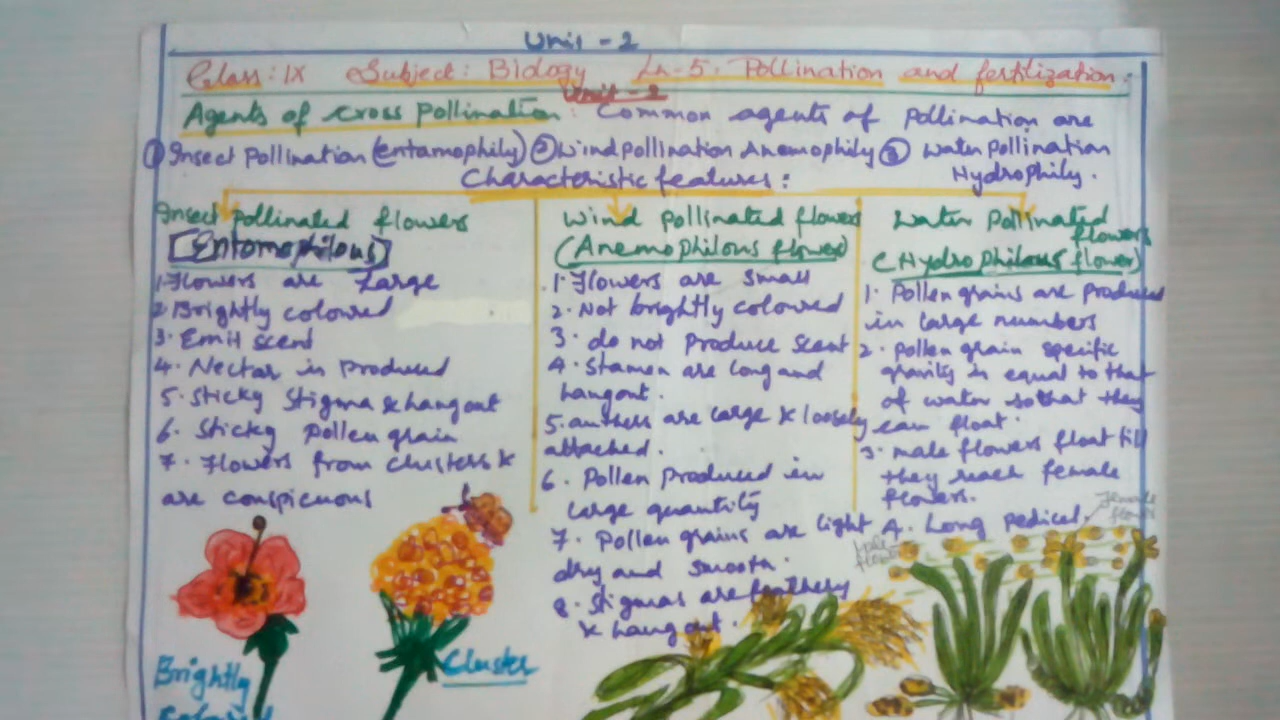 Unit - 2
Class: IX Subject: Biology Ln-5. Pollination and fertilization.
Unit - 2
Agents of cross pollination: Common agents of pollination are
① Insect pollination (entamophily) ② Wind pollination Anemophily ③ Water pollination
Hydrophily.
Characteristic features:
Insect pollinated flowers
[Entomophilous]
1. Flowers are Large
2 Brightly coloured
3. Emit scent
4. Nectar is produced
5. Sticky Stigma & hangout
6. Sticky pollen grain
7. Flowers from clusters &
are conspicuous
Brightly
Cluster
Wind pollinated flowers
(Anemophilous flower)
1. Flowers are small
2. Not brightly coloured
3. do not produce scent
4. Stamen are long and
hangout.
5. anthers are large & loosely
attached.
6. Pollen produced in
large quantity
7. Pollen grains are light
dry and smooth.
8. Stigmas are feathery
& hangout.
Water pollinated
flowers
(Hydrophilous flower)
1. Pollen grains are produced
in large numbers
2. pollen grain specific
gravity is equal to that
of water so that they
can float.
3. male flowers float till
they reach female
flowers.
4. Long pedicel.
female
flower
male
flower